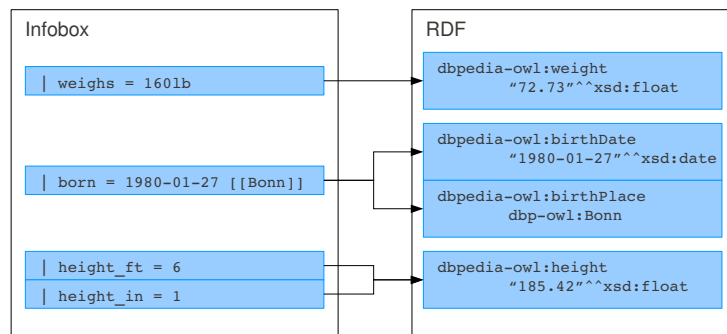 Infobox
| weighs = 160lb
| born = 1980-01-27 [[Bonn]]
| height_ft = 6
| height_in = 1
RDF
dbpedia-owl:weight
“72.73”^^xsd:float
dbpedia-owl:birthDate
“1980-01-27”^^xsd:date
dbpedia-owl:birthPlace
dbp-owl:Bonn
dbpedia-owl:height
“185.42”^^xsd:float